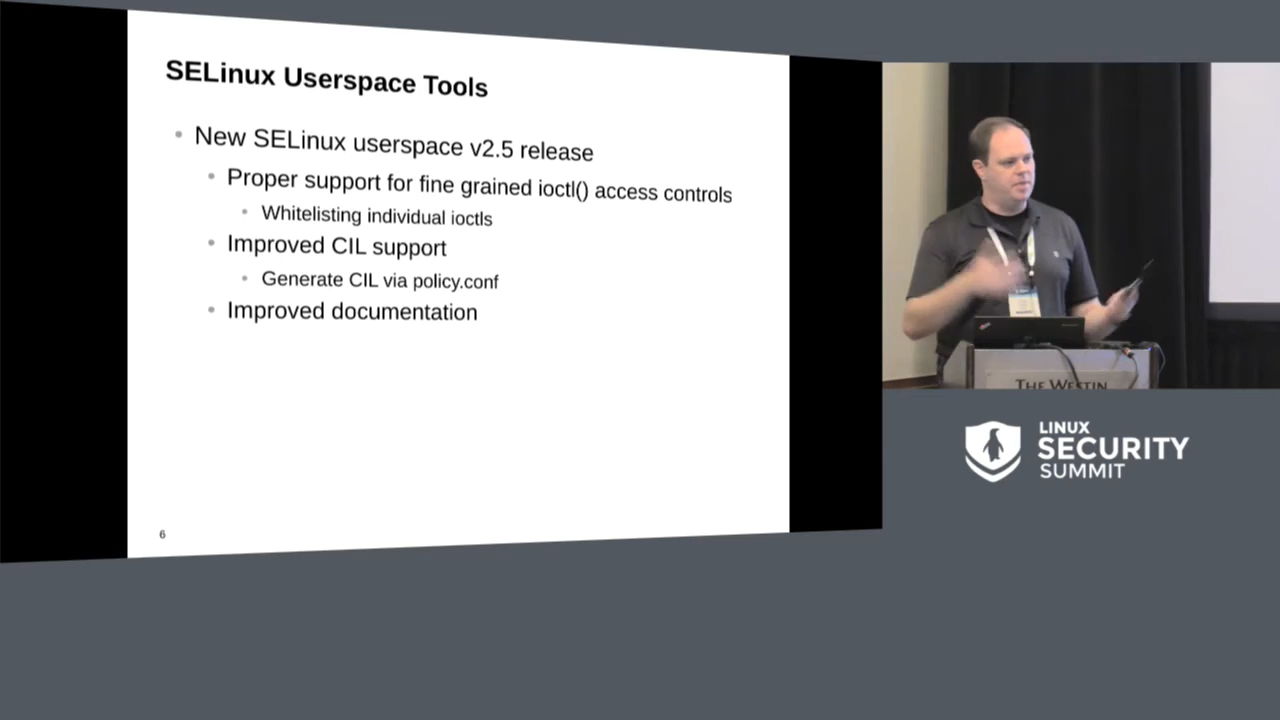 SELinux Userspace Tools
New SELinux userspace v2.5 release
Proper support for fine grained ioctl() access controls
Whitelisting individual ioctls
Improved CIL support
Generate CIL via policy.conf
Improved documentation
6
THE WESTIN
LINUX
SECURITY
SUMMIT